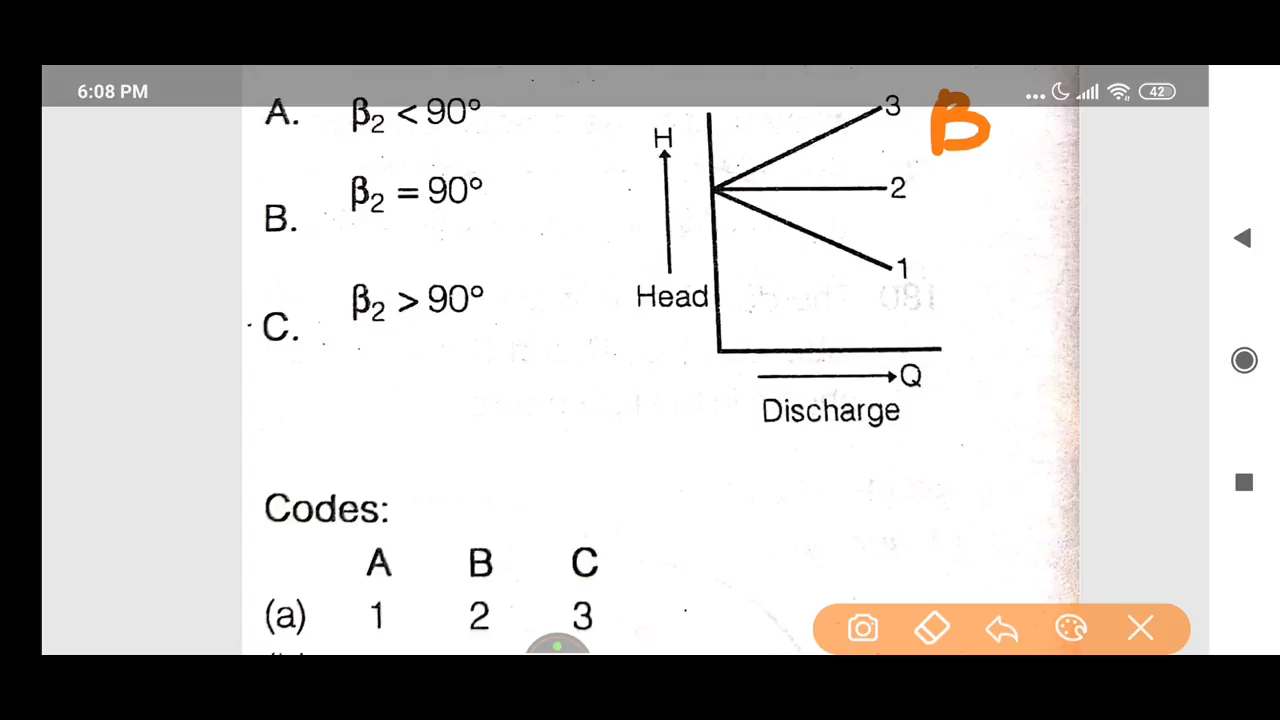 6:08 PM
42
A. β₂ < 90°
B. β₂ = 90°
C. β₂ > 90°
H
Head
3
B
2
1
Q
Discharge
Codes:
A B C
(a) 1 2 3